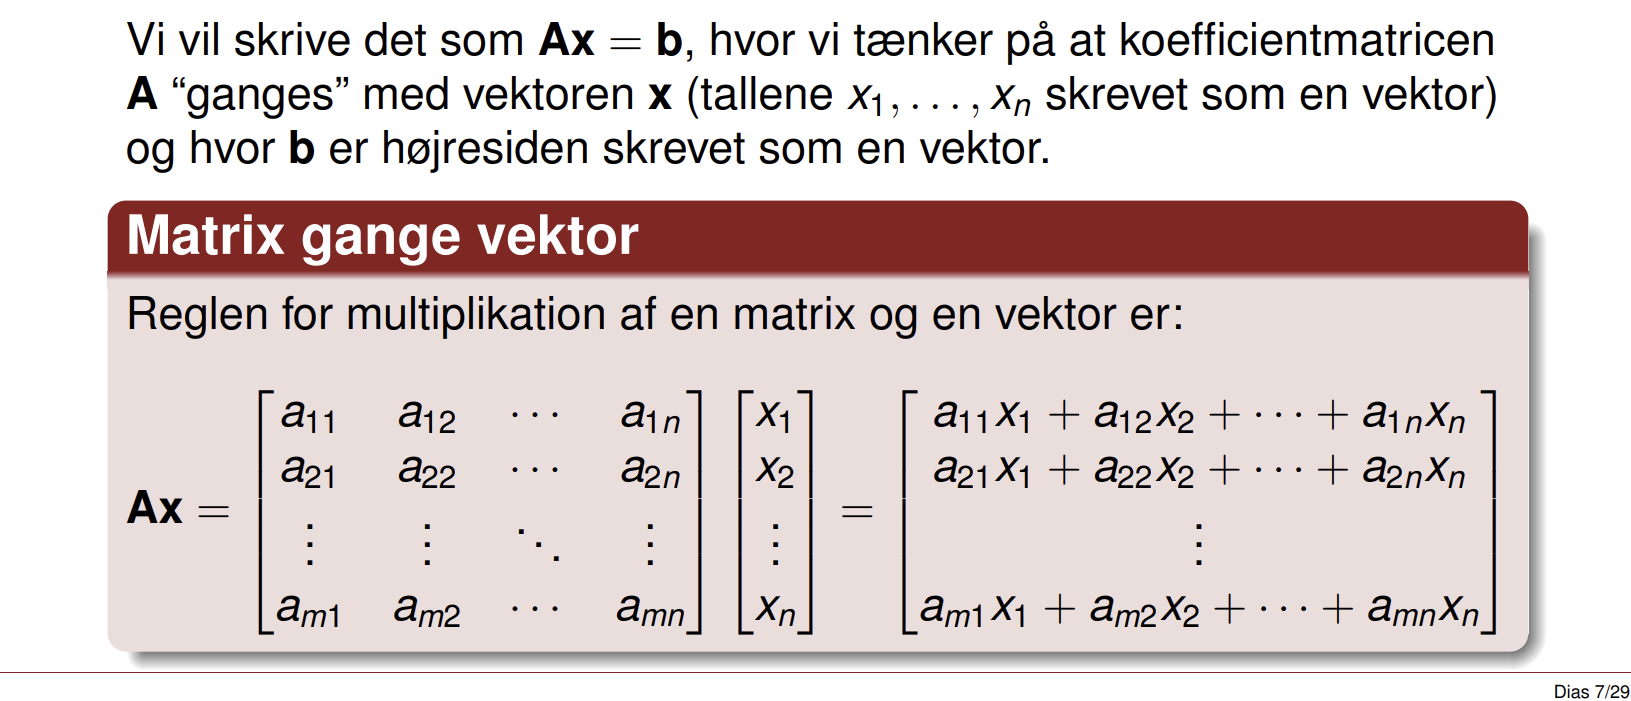 Vi vil skrive det som Ax = b, hvor vi tænker på at koefficientmatricen
A “ganges” med vektoren x (tallene x₁, . . . , xₙ skrevet som en vektor)
og hvor b er højresiden skrevet som en vektor.
Matrix gange vektor
Reglen for multiplikation af en matrix og en vektor er:
Ax = [a₁₁ a₁₂ ⋯ a₁ₙ; a₂₁ a₂₂ ⋯ a₂ₙ; ⋮ ⋮ ⋱ ⋮; aₘ₁ aₘ₂ ⋯ aₘₙ] [x₁; x₂; ⋮; xₙ] = [a₁₁x₁ + a₁₂x₂ + ⋯ + a₁ₙxₙ; a₂₁x₁ + a₂₂x₂ + ⋯ + a₂ₙxₙ; ⋮; aₘ₁x₁ + aₘ₂x₂ + ⋯ + aₘₙxₙ]
Dias 7/29